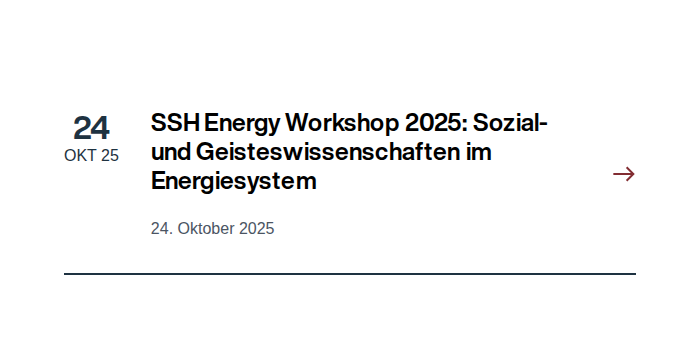 24
OKT 25
SSH Energy Workshop 2025: Sozial-
und Geisteswissenschaften im
Energiesystem
24. Oktober 2025